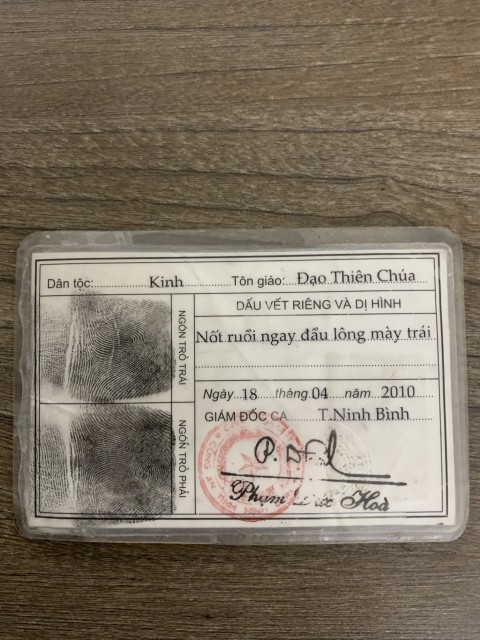 Dân tộc: Kinh Tôn giáo: Đạo Thiên Chúa
DẤU VẾT RIÊNG VÀ DỊ HÌNH
NGÓN TRỎ TRÁI
Nốt ruồi ngay đầu lông mày trái
Ngày 18 tháng 04 năm 2010
GIÁM ĐỐC CA T.Ninh Bình
NGÓN TRỎ PHẢI
Phạm Hoà